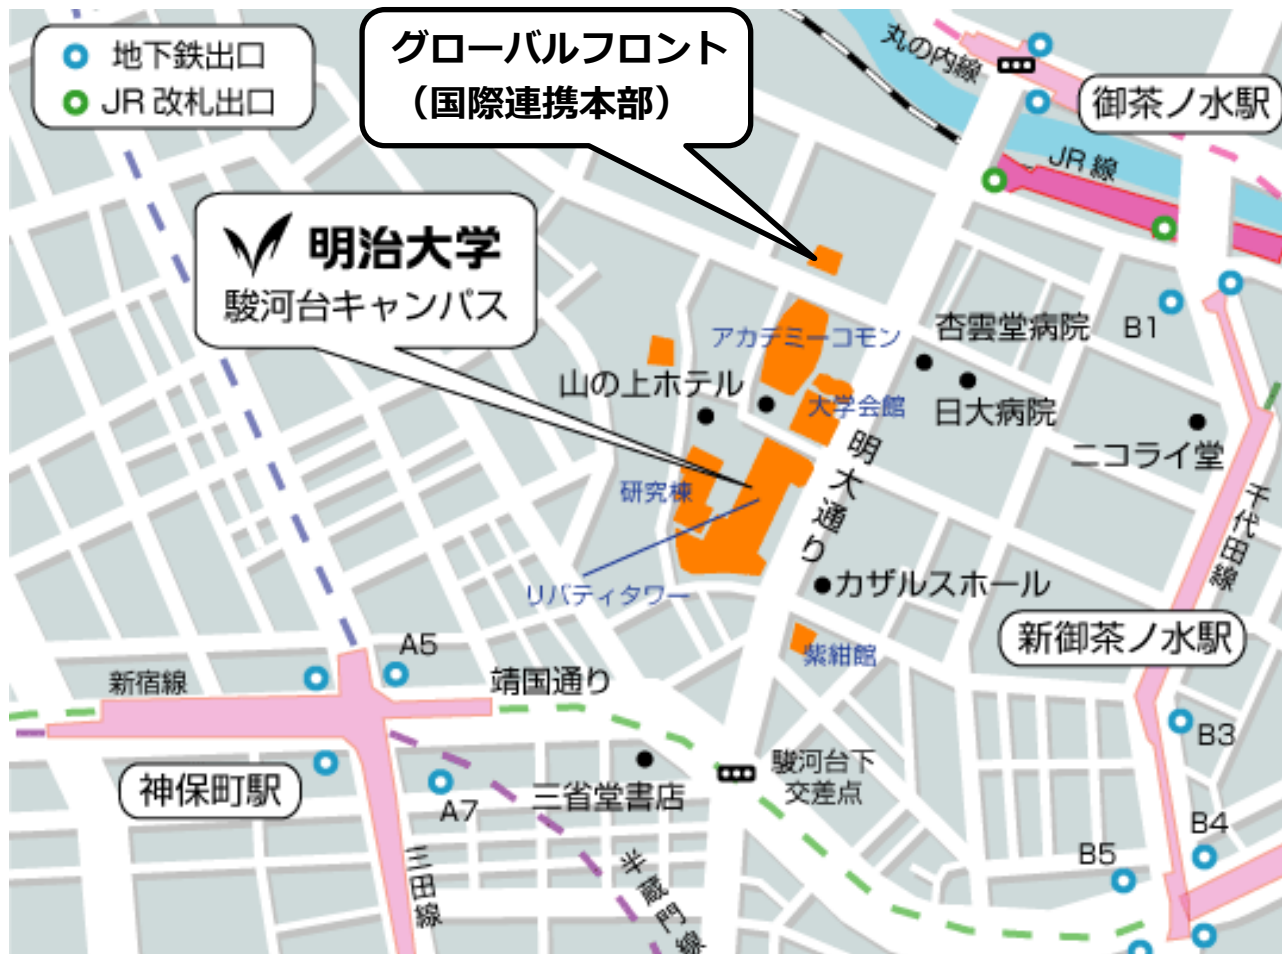 地下鉄出口
JR 改札出口
グローバルフロント
（国際連携本部）
丸の内線
御茶ノ水駅
JR 線
明治大学
駿河台キャンパス
アカデミーコモン
杏雲堂病院
B1
山の上ホテル
大学会館
日大病院
ニコライ堂
明大通り
研究棟
千代田線
リバティタワー
カザルスホール
新御茶ノ水駅
紫紺館
A5
新宿線
靖国通り
B3
神保町駅
A7
三省堂書店
駿河台下
交差点
B4
B5
三田線
半蔵門線